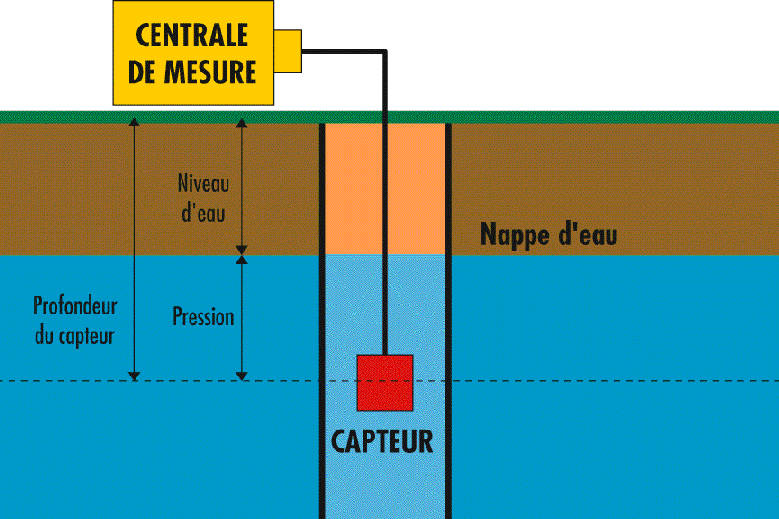 CENTRALE
DE MESURE
Niveau
d'eau
Nappe d'eau
Profondeur
du capteur
Pression
CAPTEUR